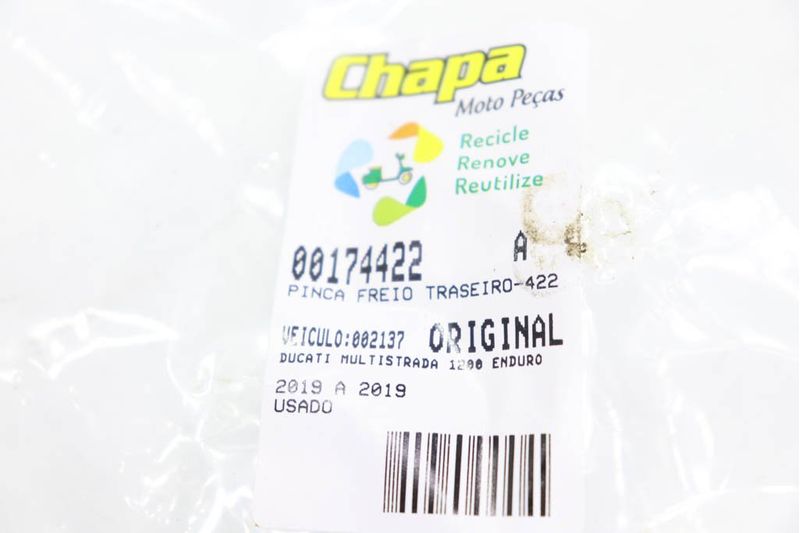 Chapa
Moto Peças
Recicle
Renove
Reutilize
00174422 A
PINCA FREIO TRASEIRO-422
VEICULO:002137 ORIGINAL
DUCATI MULTISTRADA 1200 ENDURO
2019 A 2019
USADO